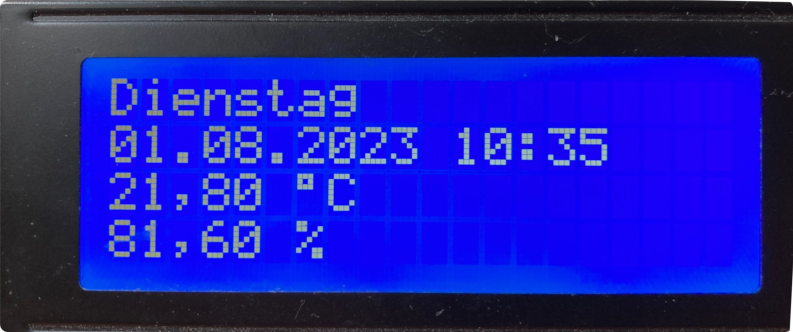 Dienstag
01.08.2023 10:35
21,80 °C
81,60 %